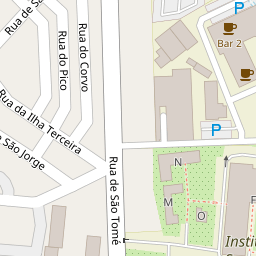 Rua de Sã
Rua do Pico
Rua do Corvo
Bar 2
P
Rua da Ilha Terceira
São Jorge
P
Rua de São Tomé
N
M
O
Instit